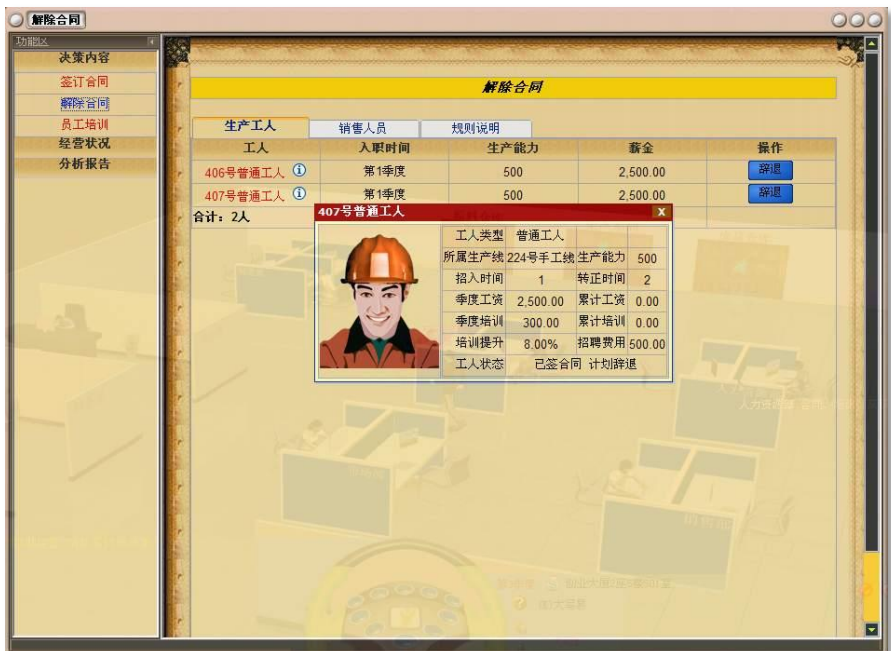 解除合同
功能区
决策内容
签订合同
解除合同
员工培训
经营状况
分析报告
解除合同
生产工人 销售人员 规则说明
工人 入职时间 生产能力 薪金 操作
406号普通工人 第1季度 500 2,500.00 辞退
407号普通工人 第1季度 500 2,500.00 辞退
合计：2人
407号普通工人 x
工人类型 普通工人
所属生产线 224号手工线 生产能力 500
招入时间 1 转正时间 2
季度工资 2,500.00 累计工资 0.00
季度培训 300.00 累计培训 0.00
培训提升 8.00% 招聘费用 500.00
工人状态 已签合同 计划辞退